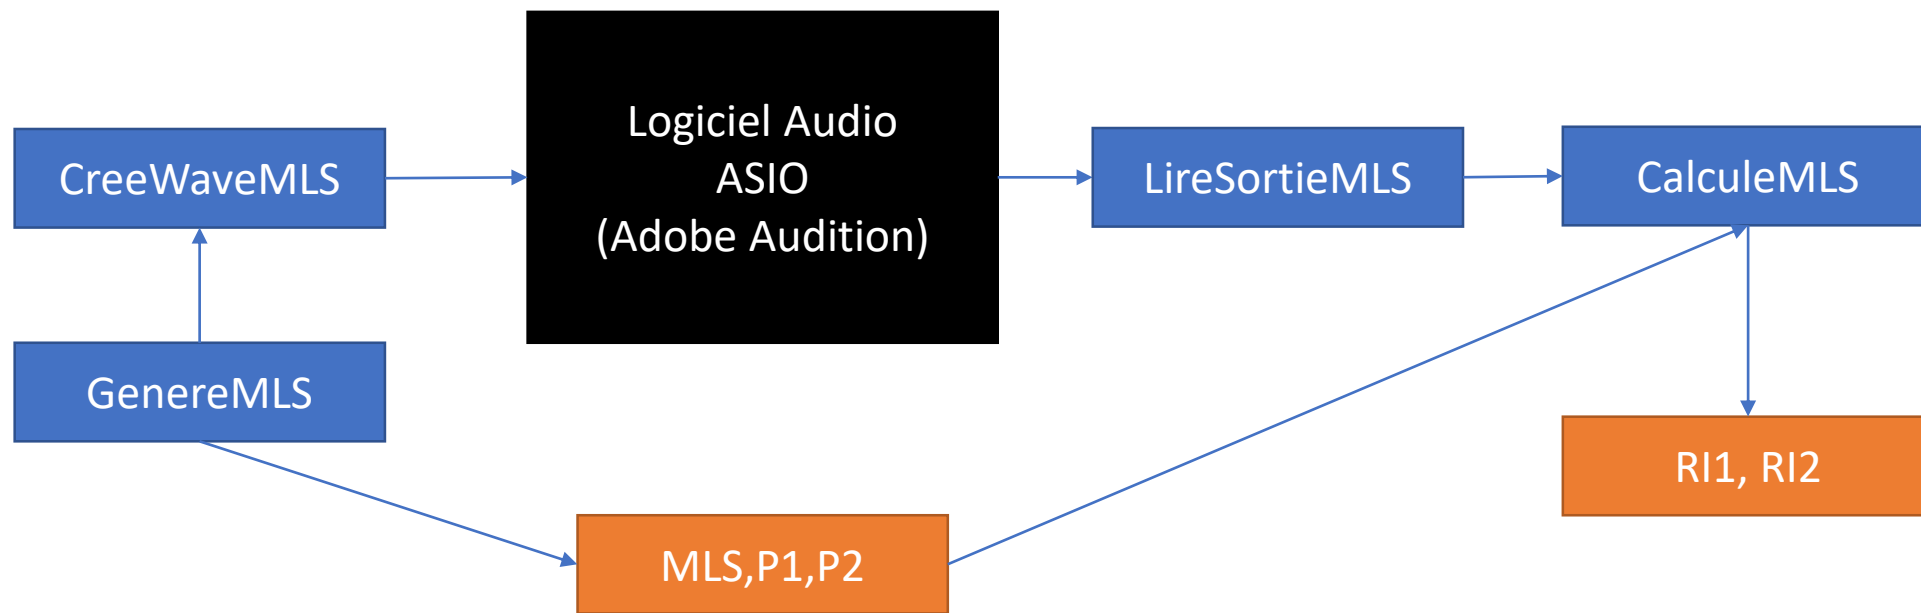 Logiciel Audio
ASIO
(Adobe Audition)
CreeWaveMLS
LireSortieMLS
CalculeMLS
GenereMLS
RI1, RI2
MLS,P1,P2